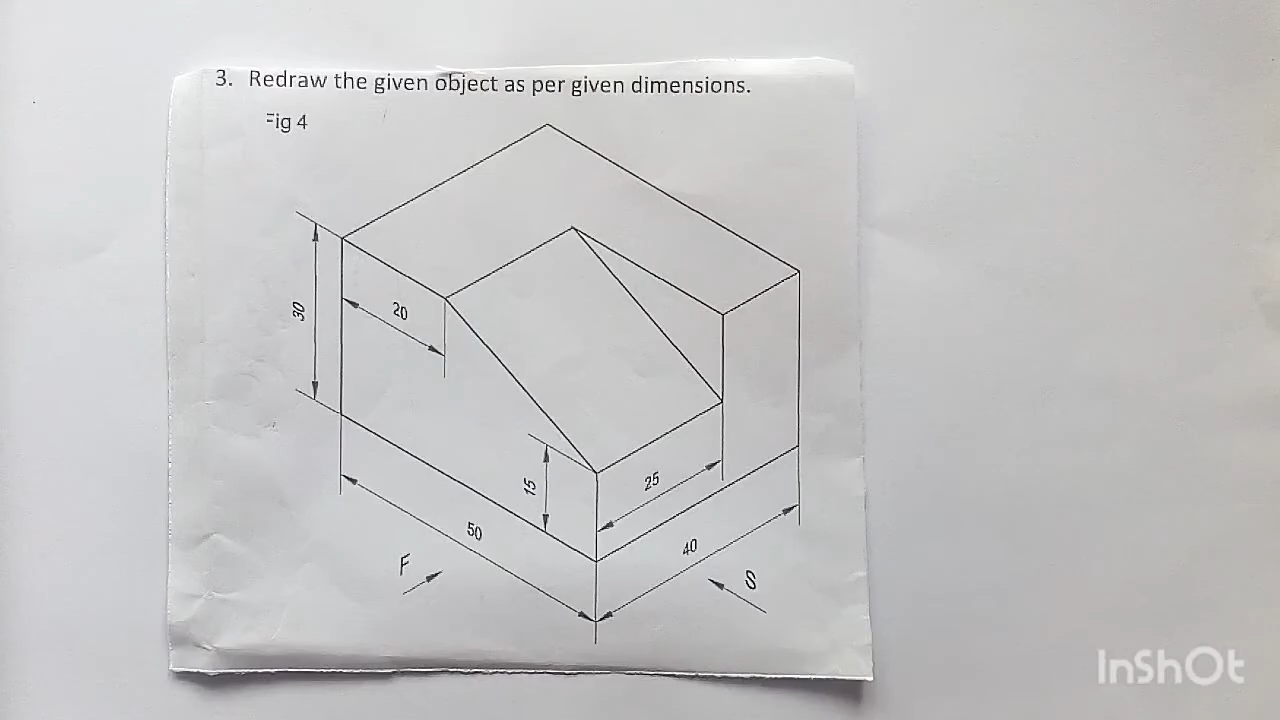 3. Redraw the given object as per given dimensions.
Fig 4
30
20
15
25
50
40
F
S
InShOt